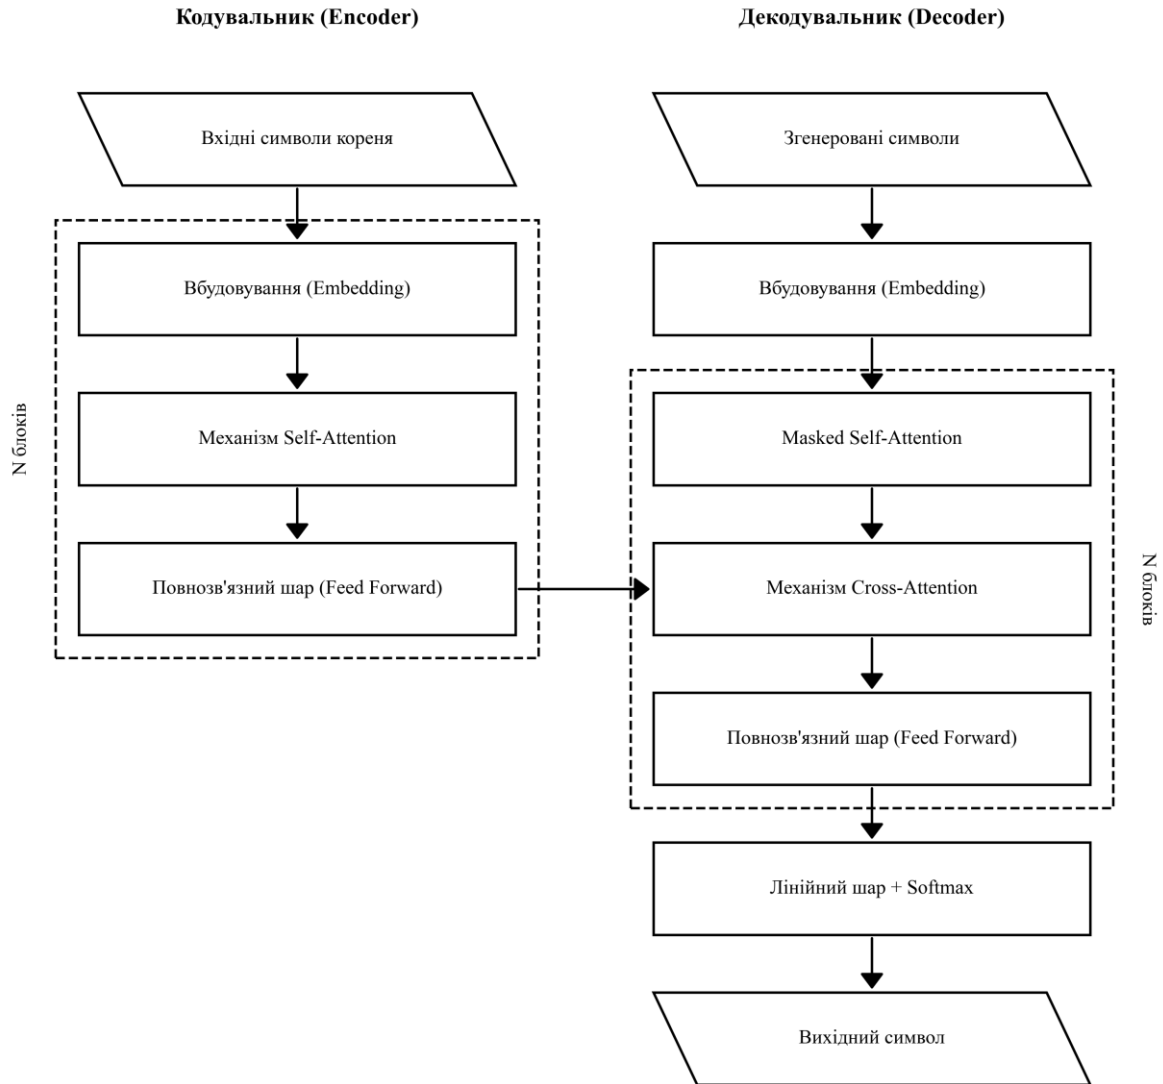 Кодувальник (Encoder)
Вхідні символи кореня
Вбудовування (Embedding)
Механізм Self-Attention
Повнозв'язний шар (Feed Forward)
N блоків
Декодувальник (Decoder)
Згенеровані символи
Вбудовування (Embedding)
Masked Self-Attention
Механізм Cross-Attention
Повнозв'язний шар (Feed Forward)
N блоків
Лінійний шар + Softmax
Вихідний символ